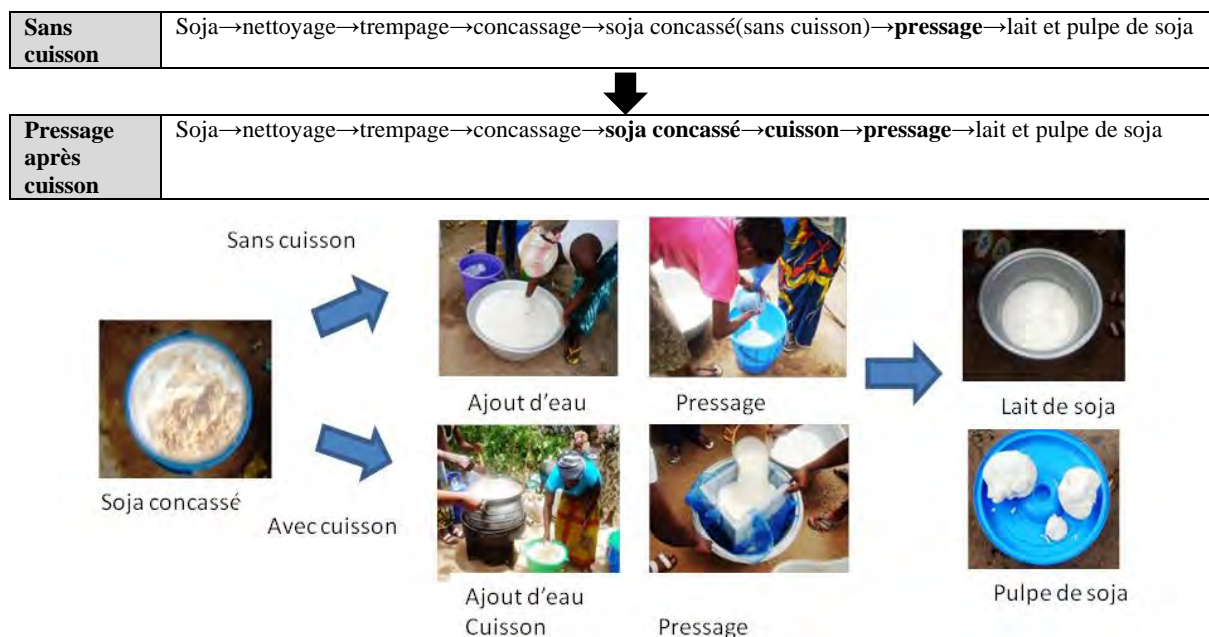 Sans
cuisson
Soja→nettoyage→trempage→concassage→soja concassé(sans cuisson)→pressage→lait et pulpe de soja
Pressage
après
cuisson
Soja→nettoyage→trempage→concassage→soja concassé→cuisson→pressage→lait et pulpe de soja
Sans cuisson
Ajout d'eau
Pressage
Lait de soja
Soja concassé
Avec cuisson
Ajout d'eau
Cuisson
Pressage
Pulpe de soja